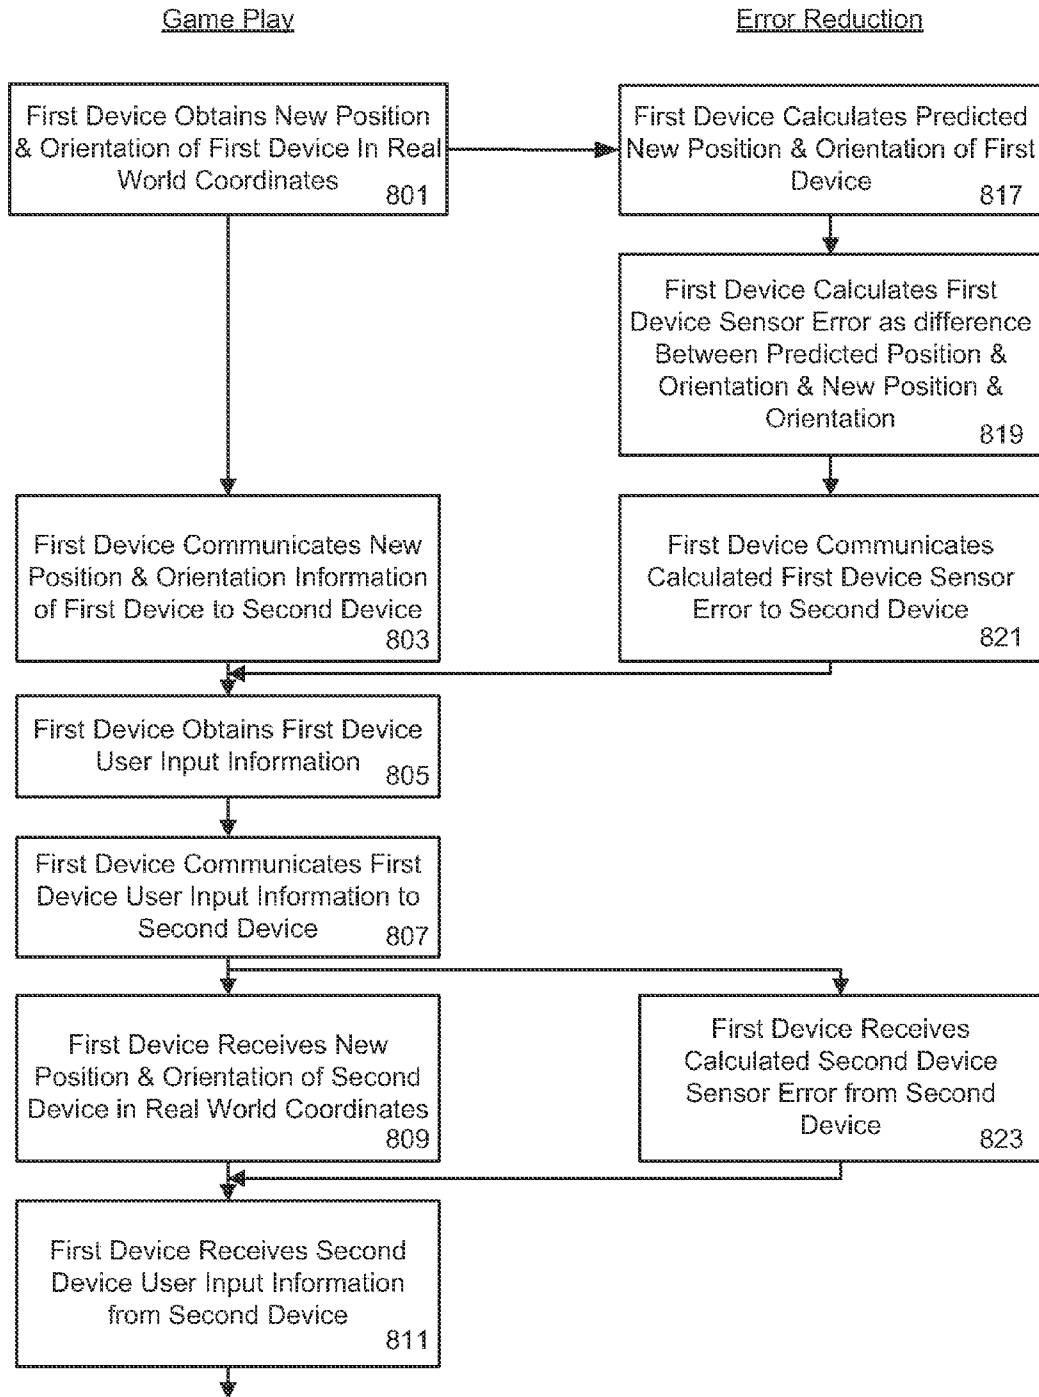 Game Play
Error Reduction
First Device Obtains New Position
& Orientation of First Device In Real
World Coordinates
801
First Device Calculates Predicted
New Position & Orientation of First
Device
817
First Device Calculates First
Device Sensor Error as difference
Between Predicted Position &
Orientation & New Position &
Orientation
819
First Device Communicates New
Position & Orientation Information
of First Device to Second Device
803
First Device Communicates
Calculated First Device Sensor
Error to Second Device
821
First Device Obtains First Device
User Input Information
805
First Device Communicates First
Device User Input Information to
Second Device
807
First Device Receives New
Position & Orientation of Second
Device in Real World Coordinates
809
First Device Receives
Calculated Second Device
Sensor Error from Second
Device
823
First Device Receives Second
Device User Input Information
from Second Device
811